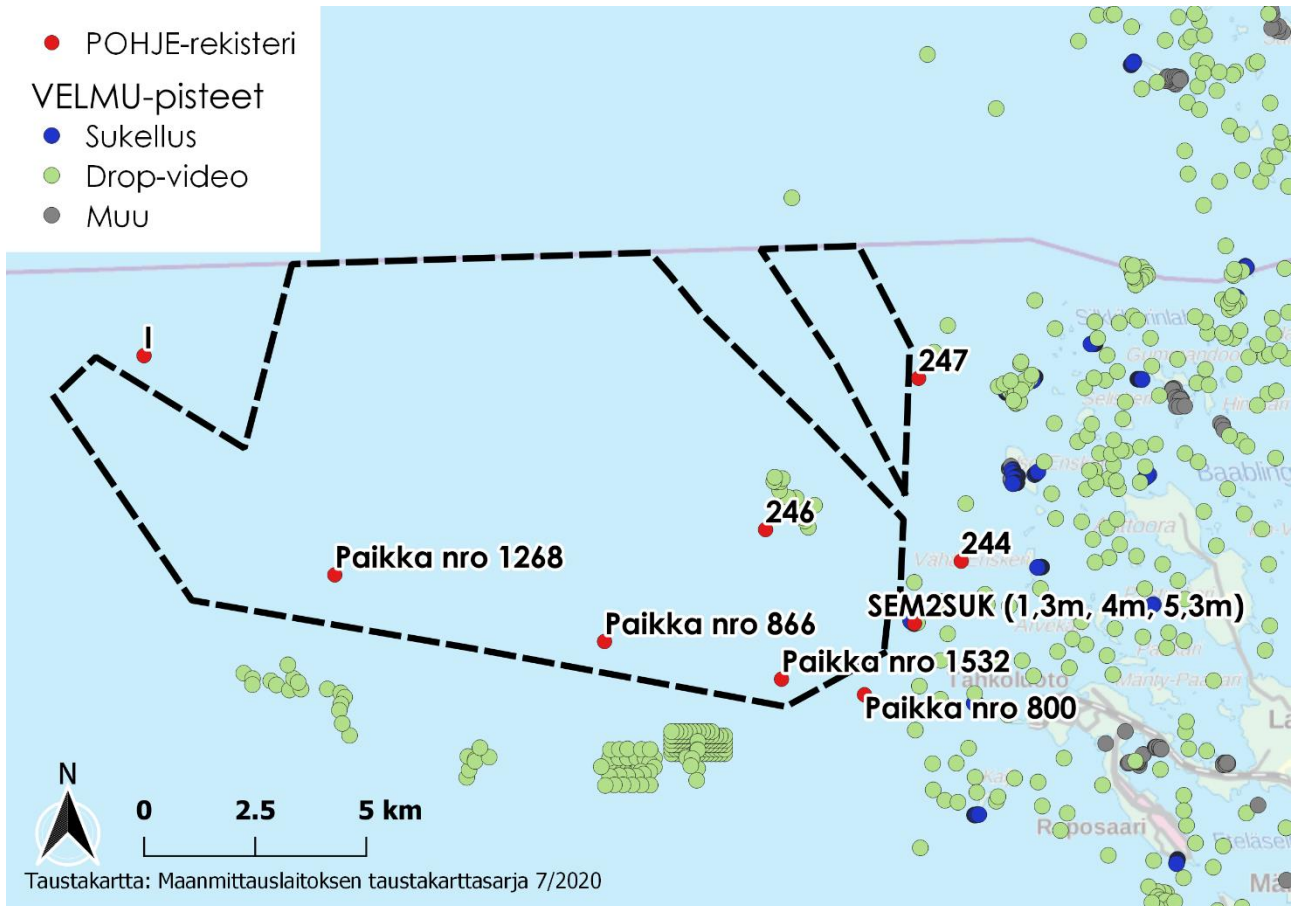 POHJE-rekisteri
VELMU-pisteet
Sukellus
Drop-video
Muu
I
247
246
244
Paikka nro 1268
SEM2SUK (1,3m, 4m, 5,3m)
Paikka nro 866
Paikka nro 1532
Paikka nro 800
Tahkoluoto
Reposaari
N
0 2.5 5 km
Taustakartta: Maanmittauslaitoksen taustakarttasarja 7/2020